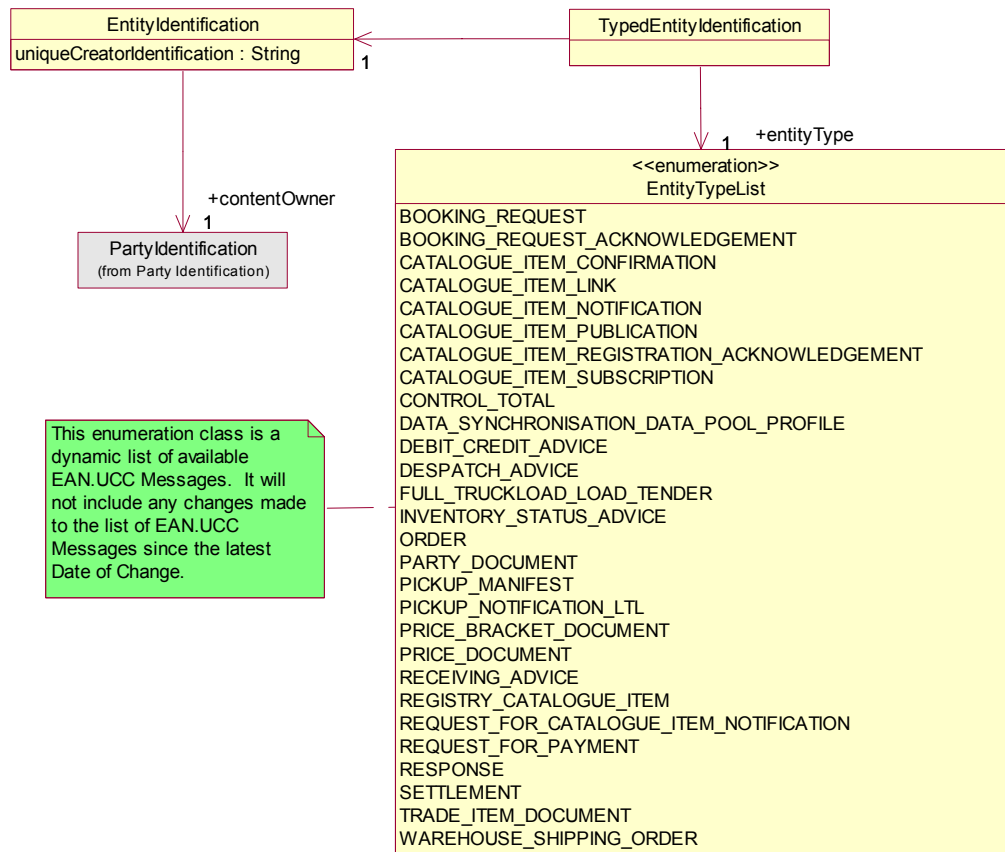 EntityIdentification
uniqueCreatorIdentification : String
TypedEntityIdentification
1
1
+entityType
+contentOwner
1
PartyIdentification
(from Party Identification)
<<enumeration>>
EntityTypeList
BOOKING_REQUEST
BOOKING_REQUEST_ACKNOWLEDGEMENT
CATALOGUE_ITEM_CONFIRMATION
CATALOGUE_ITEM_LINK
CATALOGUE_ITEM_NOTIFICATION
CATALOGUE_ITEM_PUBLICATION
CATALOGUE_ITEM_REGISTRATION_ACKNOWLEDGEMENT
CATALOGUE_ITEM_SUBSCRIPTION
CONTROL_TOTAL
DATA_SYNCHRONISATION_DATA_POOL_PROFILE
DEBIT_CREDIT_ADVICE
DESPATCH_ADVICE
FULL_TRUCKLOAD_LOAD_TENDER
INVENTORY_STATUS_ADVICE
ORDER
PARTY_DOCUMENT
PICKUP_MANIFEST
PICKUP_NOTIFICATION_LTL
PRICE_BRACKET_DOCUMENT
PRICE_DOCUMENT
RECEIVING_ADVICE
REGISTRY_CATALOGUE_ITEM
REQUEST_FOR_CATALOGUE_ITEM_NOTIFICATION
REQUEST_FOR_PAYMENT
RESPONSE
SETTLEMENT
TRADE_ITEM_DOCUMENT
WAREHOUSE_SHIPPING_ORDER
This enumeration class is a
dynamic list of available
EAN.UCC Messages. It will
not include any changes made
to the list of EAN.UCC
Messages since the latest
Date of Change.